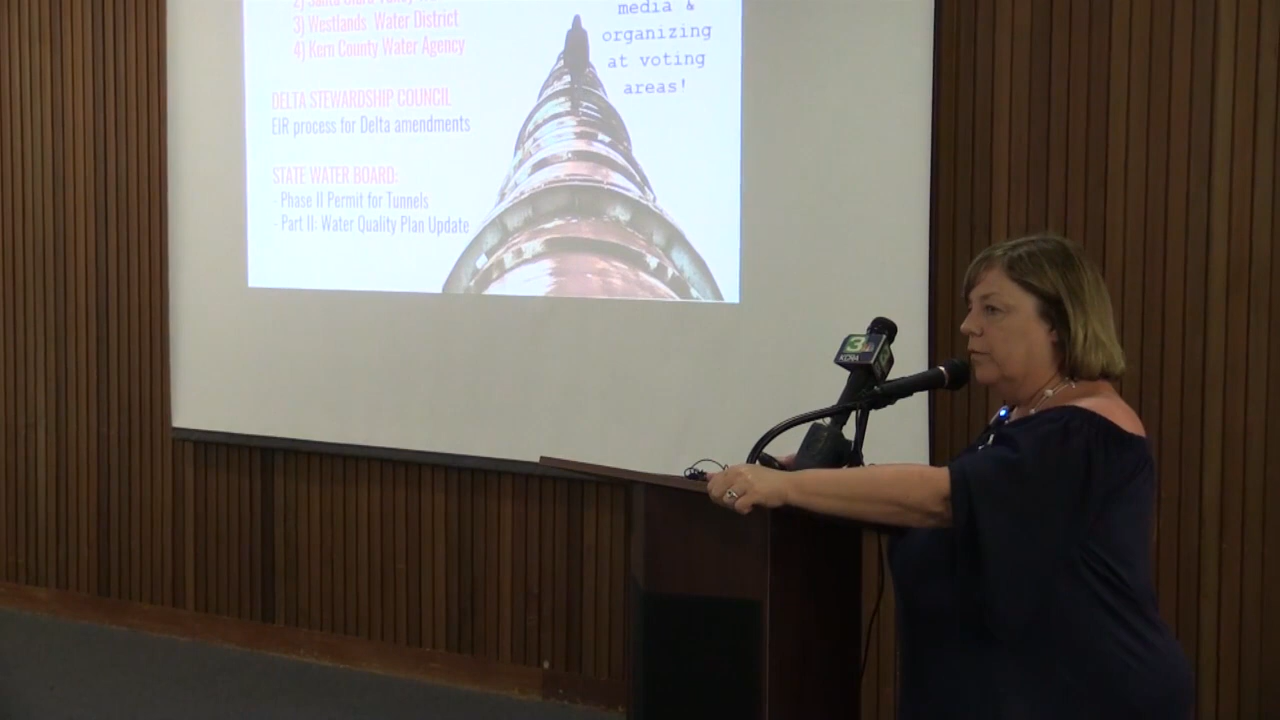 3) Westlands Water District
4) Kern County Water Agency
DELTA STEWARDSHIP COUNCIL
EIR process for Delta amendments
STATE WATER BOARD:
- Phase II Permit for Tunnels
- Part II: Water Quality Plan Update
media &
organizing
at voting
areas!
3
KCRA